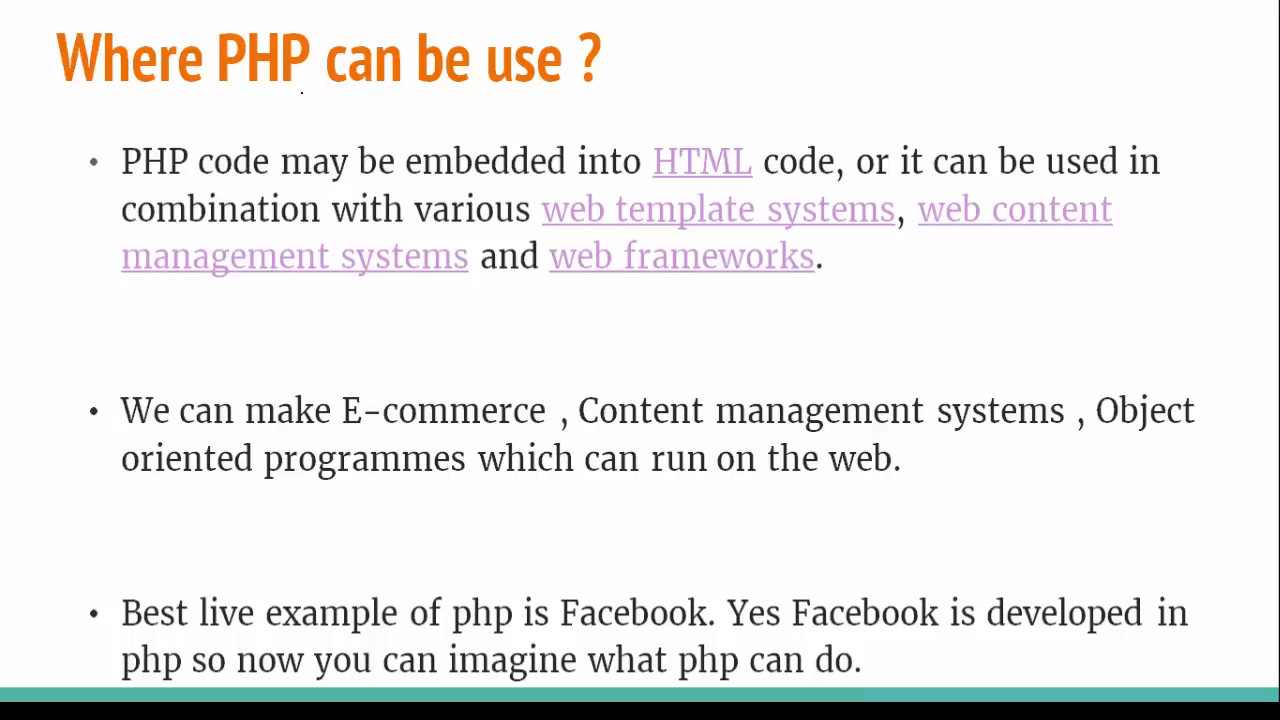 Where PHP can be use ?
• PHP code may be embedded into HTML code, or it can be used in
combination with various web template systems, web content
management systems and web frameworks.
• We can make E-commerce , Content management systems , Object
oriented programmes which can run on the web.
• Best live example of php is Facebook. Yes Facebook is developed in
php so now you can imagine what php can do.